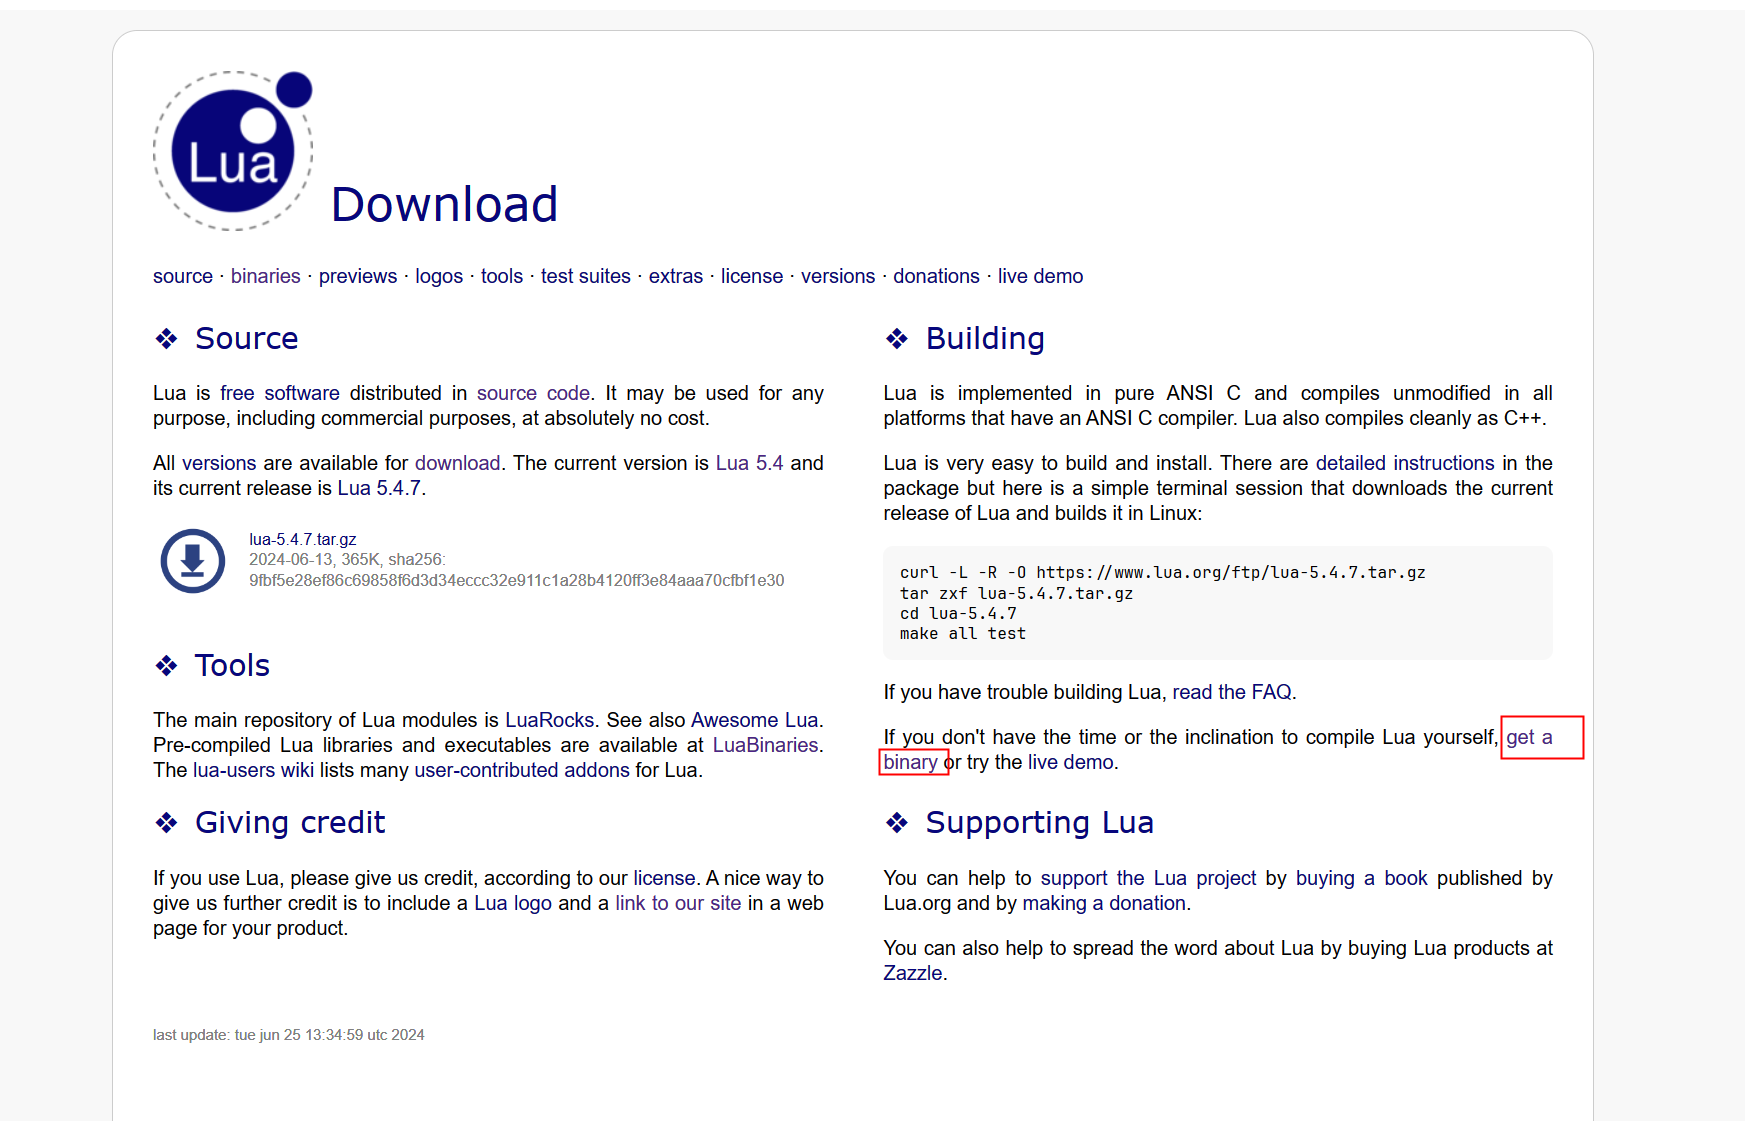 Lua
Download
source · binaries · previews · logos · tools · test suites · extras · license · versions · donations · live demo
❖ Source
Lua is free software distributed in source code. It may be used for any
purpose, including commercial purposes, at absolutely no cost.
All versions are available for download. The current version is Lua 5.4 and
its current release is Lua 5.4.7.
lua-5.4.7.tar.gz
2024-06-13, 365K, sha256:
9fbf5e28ef86c69858f6d3d34eccc32e911c1a28b4120ff3e84aaa70cfbf1e30
❖ Tools
The main repository of Lua modules is LuaRocks. See also Awesome Lua.
Pre-compiled Lua libraries and executables are available at LuaBinaries.
The lua-users wiki lists many user-contributed addons for Lua.
❖ Giving credit
If you use Lua, please give us credit, according to our license. A nice way to
give us further credit is to include a Lua logo and a link to our site in a web
page for your product.
❖ Building
Lua is implemented in pure ANSI C and compiles unmodified in all
platforms that have an ANSI C compiler. Lua also compiles cleanly as C++.
Lua is very easy to build and install. There are detailed instructions in the
package but here is a simple terminal session that downloads the current
release of Lua and builds it in Linux:
curl -L -R -O https://www.lua.org/ftp/lua-5.4.7.tar.gz
tar zxf lua-5.4.7.tar.gz
cd lua-5.4.7
make all test
If you have trouble building Lua, read the FAQ.
If you don't have the time or the inclination to compile Lua yourself, get a
binary or try the live demo.
❖ Supporting Lua
You can help to support the Lua project by buying a book published by
Lua.org and by making a donation.
You can also help to spread the word about Lua by buying Lua products at
Zazzle.
last update: tue jun 25 13:34:59 utc 2024